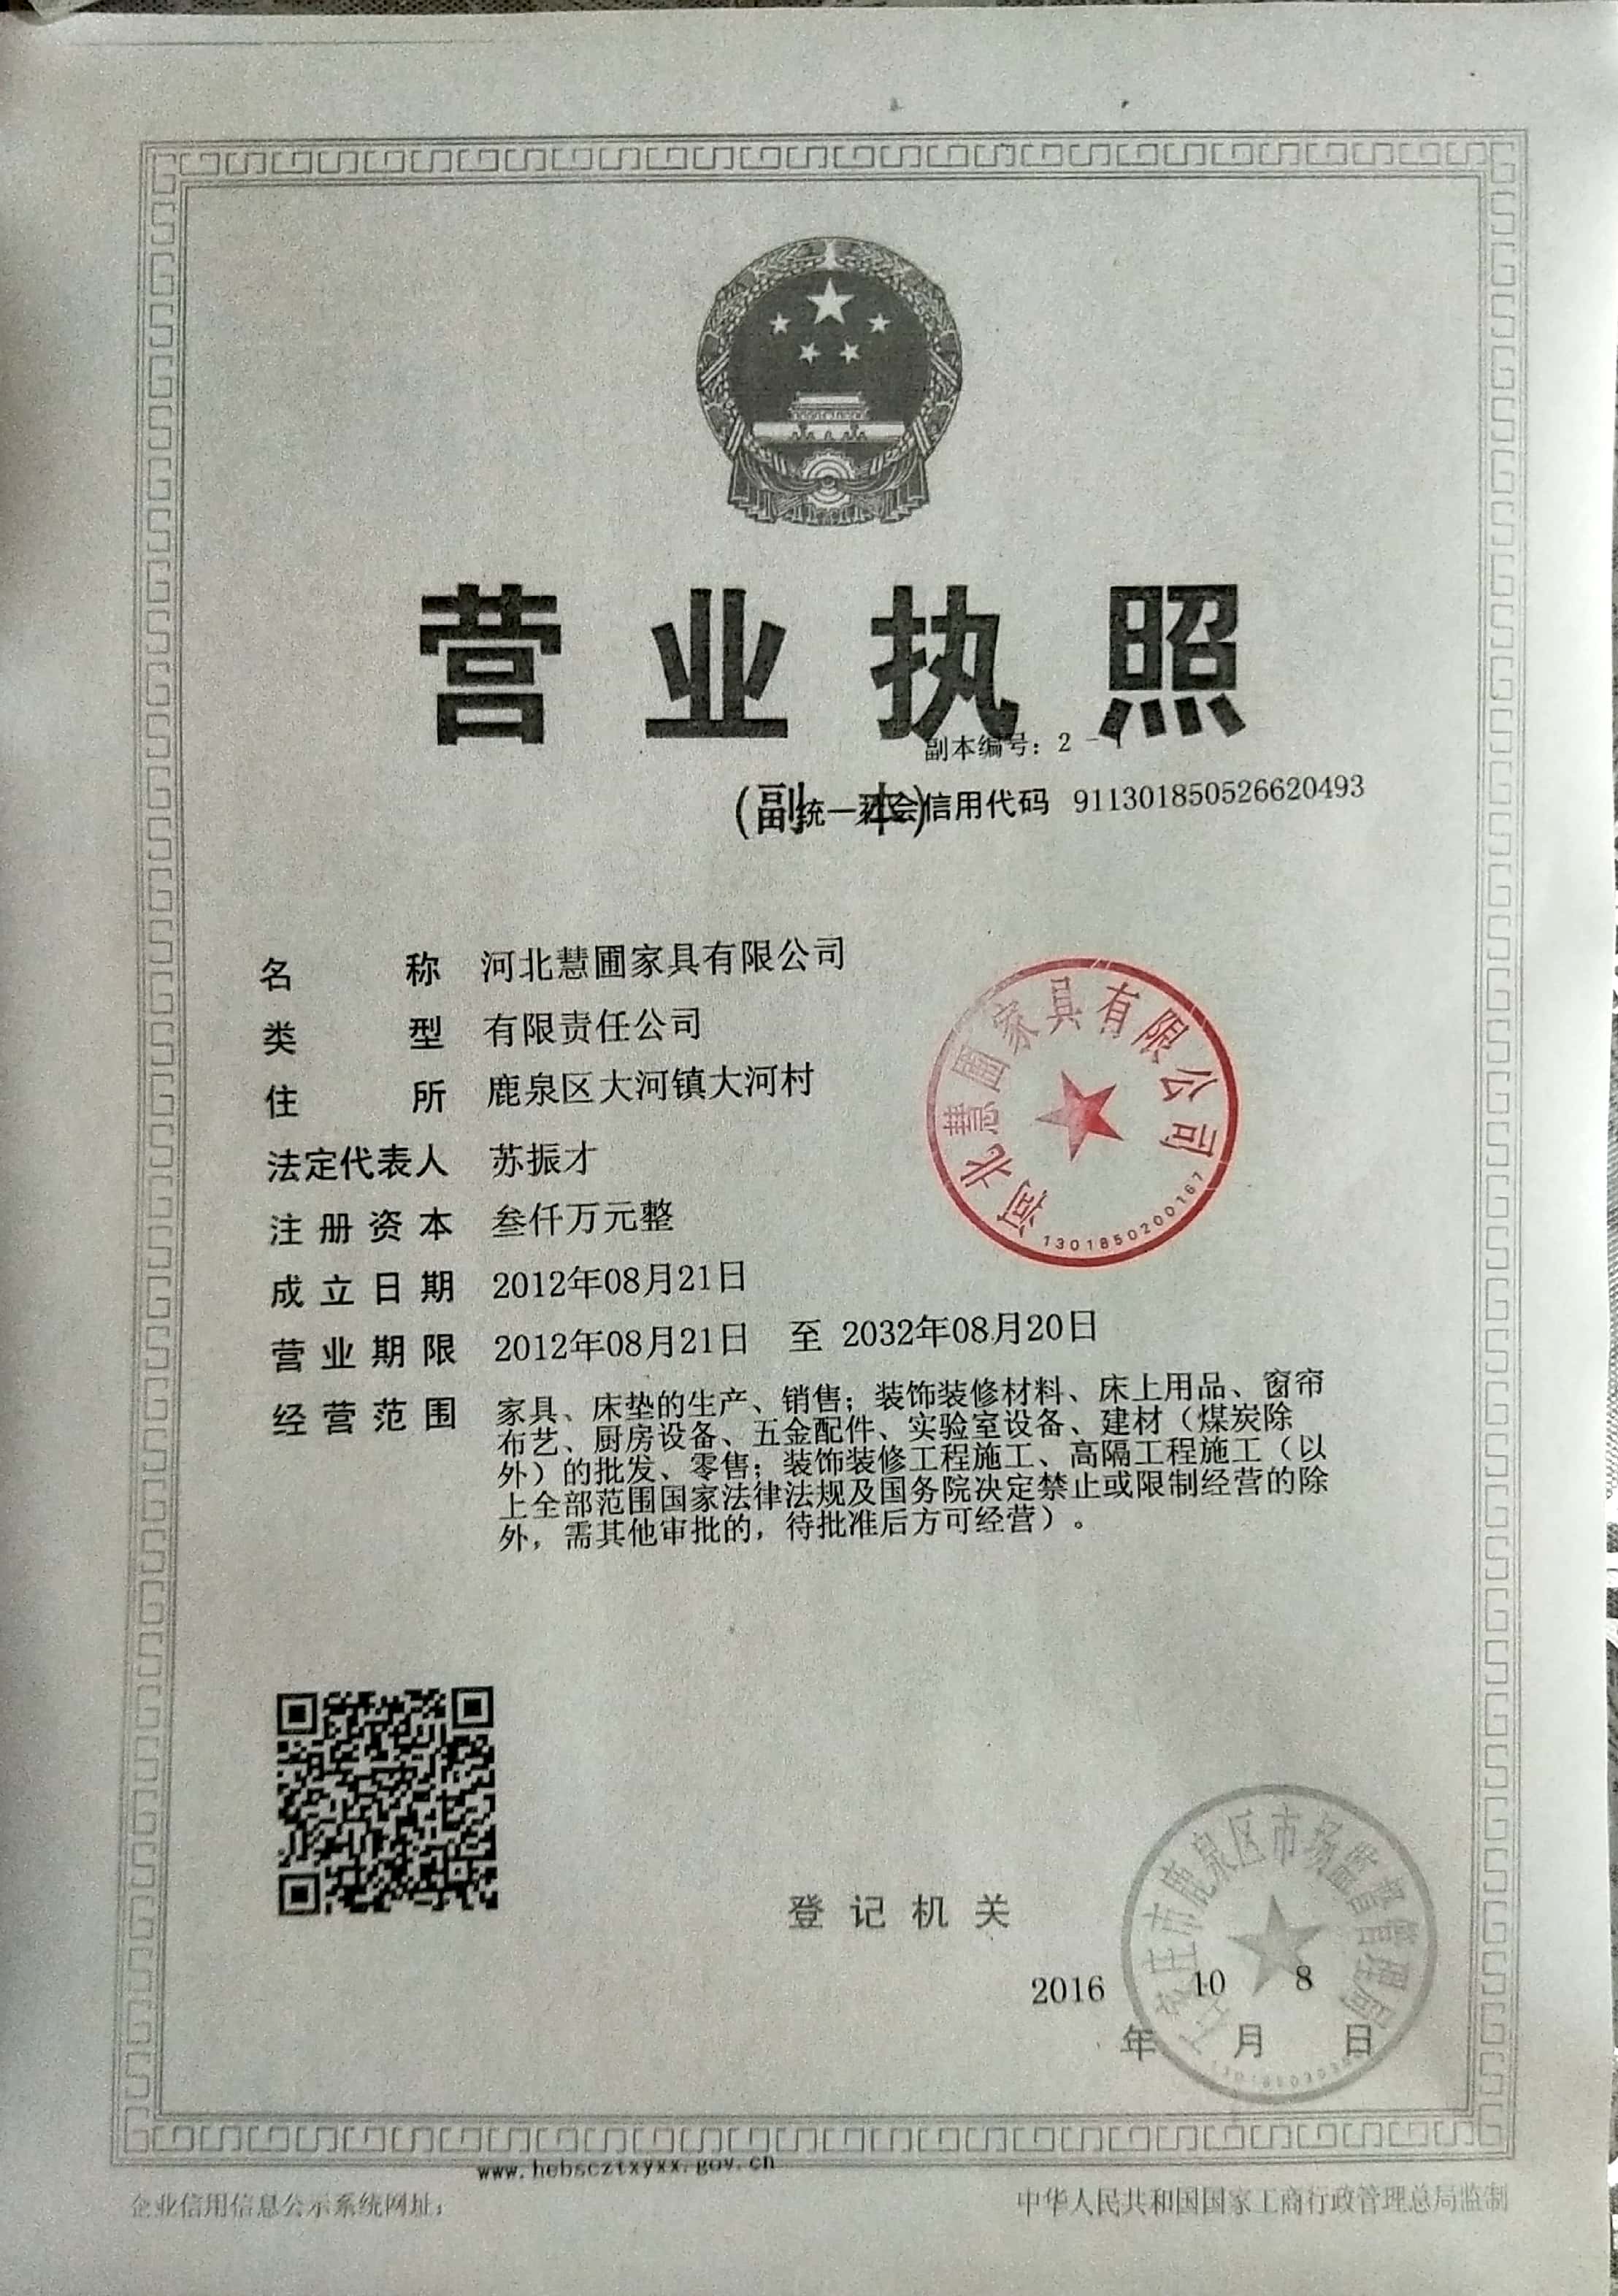 营业执照
副本编号：2 - 1
(副 本)
统一社会信用代码 911301850526620493
名 称 河北慧圃家具有限公司
类 型 有限责任公司
住 所 鹿泉区大河镇大河村
法定代表人 苏振才
注册资本 叁仟万元整
成立日期 2012年08月21日
营业期限 2012年08月21日 至 2032年08月20日
经营范围 家具、床垫的生产、销售；装饰装修材料、床上用品、窗帘
布艺、厨房设备、五金配件、实验室设备、建材（煤炭除
外）的批发、零售；装饰装修工程施工、高隔工程施工（以
上全部范围国家法律法规及国务院决定禁止或限制经营的除
外，需其他审批的，待批准后方可经营）。
河北慧圃家具有限公司
1301850200167
登记机关
庄市鹿泉区市场监督管理局
2016 10 8
年 月 日
www.hebscztxyxx.gov.cn
企业信用信息公示系统网址：
中华人民共和国国家工商行政管理总局监制